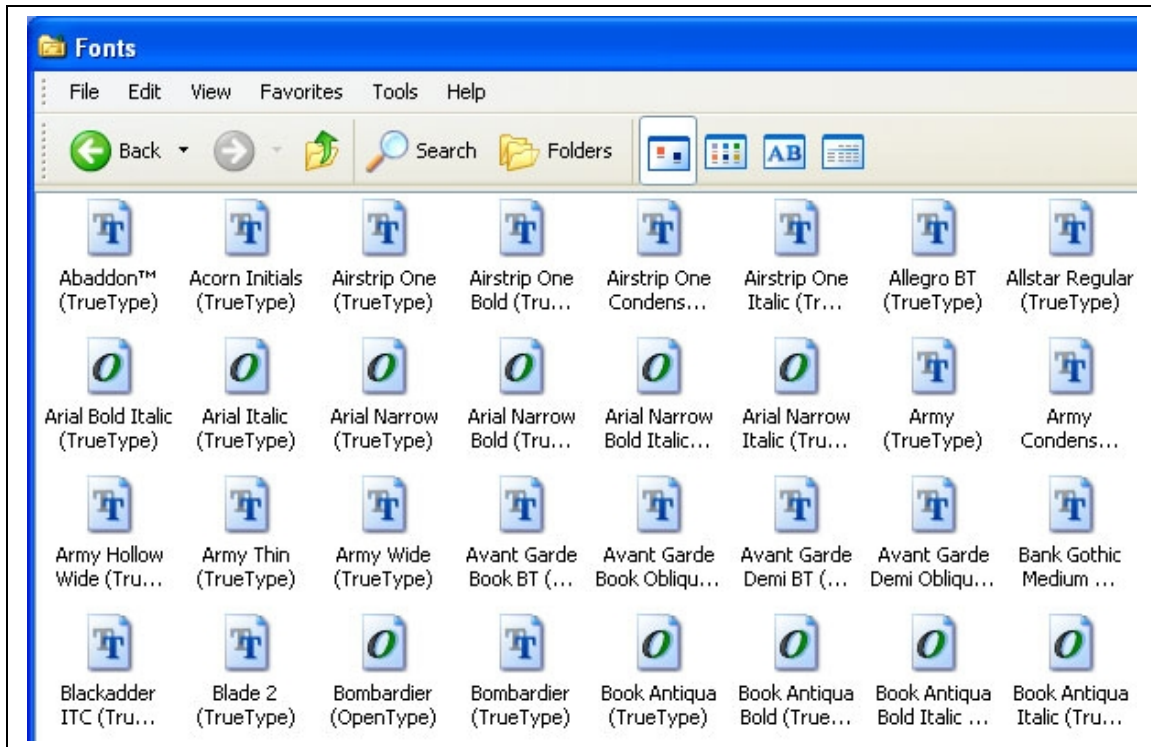 Fonts
File Edit View Favorites Tools Help
Back Search Folders AB
Abaddon™ Acorn Initials Airstrip One Airstrip One Airstrip One Airstrip One Allegro BT Allstar Regular
(TrueType) (TrueType) (TrueType) Bold (Tru... Condens... Italic (Tr... (TrueType) (TrueType)
Arial Bold Italic Arial Italic Arial Narrow Arial Narrow Arial Narrow Arial Narrow Army Army
(TrueType) (TrueType) (TrueType) Bold (Tru... Bold Italic... Italic (Tru... (TrueType) Condens...
Army Hollow Army Thin Army Wide Avant Garde Avant Garde Avant Garde Avant Garde Bank Gothic
Wide (Tru... (TrueType) (TrueType) Book BT (... Book Obliqu... Demi BT (... Demi Obliqu... Medium ...
Blackadder Blade 2 Bombardier Bombardier Book Antiqua Book Antiqua Book Antiqua Book Antiqua
ITC (Tru... (TrueType) (OpenType) (TrueType) (TrueType) Bold (True... Bold Italic ... Italic (Tru...